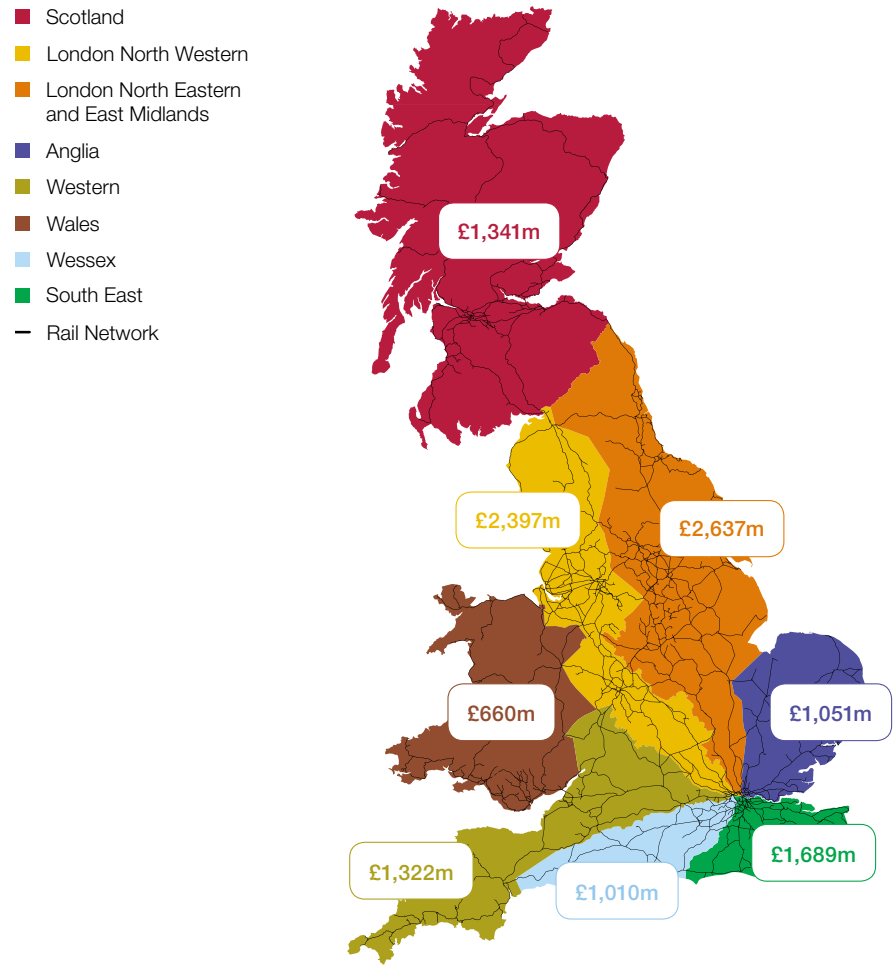 Scotland
London North Western
London North Eastern
and East Midlands
Anglia
Western
Wales
Wessex
South East
Rail Network
£1,341m
£2,397m
£2,637m
£660m
£1,051m
£1,322m
£1,010m
£1,689m